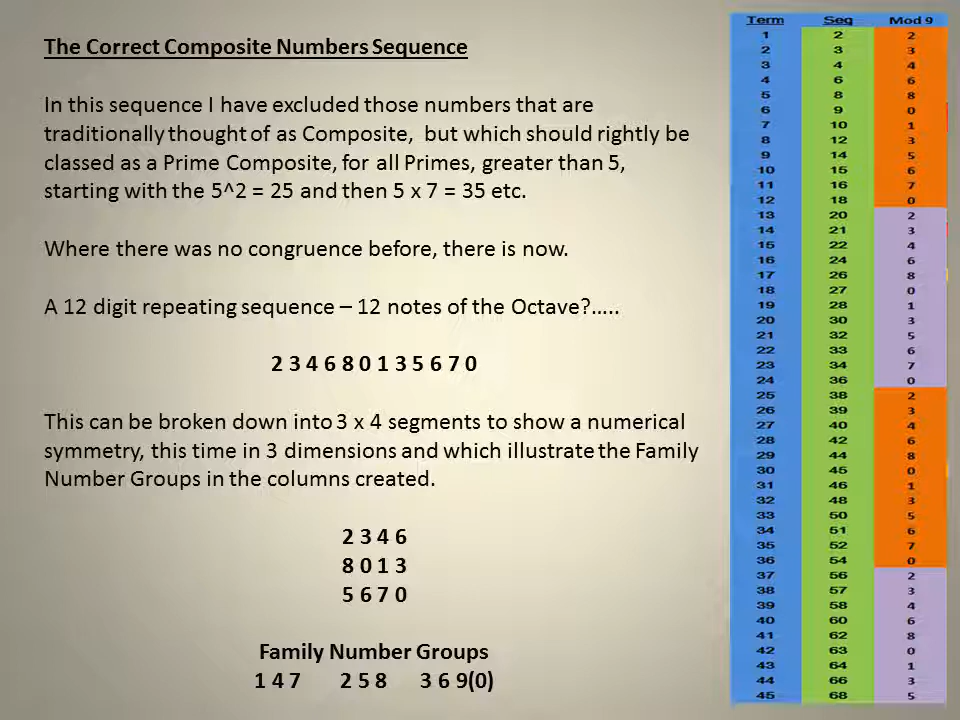 The Correct Composite Numbers Sequence
In this sequence I have excluded those numbers that are
traditionally thought of as Composite, but which should rightly be
classed as a Prime Composite, for all Primes, greater than 5,
starting with the 5^2 = 25 and then 5 x 7 = 35 etc.
Where there was no congruence before, there is now.
A 12 digit repeating sequence – 12 notes of the Octave?.....
2 3 4 6 8 0 1 3 5 6 7 0
This can be broken down into 3 x 4 segments to show a numerical
symmetry, this time in 3 dimensions and which illustrate the Family
Number Groups in the columns created.
2 3 4 6
8 0 1 3
5 6 7 0
Family Number Groups
1 4 7 2 5 8 3 6 9(0)
Term Seq Mod 9
1 2 2
2 3 3
3 4 4
4 6 6
5 8 8
6 9 0
7 10 1
8 12 3
9 14 5
10 15 6
11 16 7
12 18 0
13 20 2
14 21 3
15 22 4
16 24 6
17 26 8
18 27 0
19 28 1
20 30 3
21 32 5
22 33 6
23 34 7
24 36 0
25 38 2
26 39 3
27 40 4
28 42 6
29 44 8
30 45 0
31 46 1
32 48 3
33 50 5
34 51 6
35 52 7
36 54 0
37 56 2
38 57 3
39 58 4
40 60 6
41 62 8
42 63 0
43 64 1
44 66 3
45 68 5